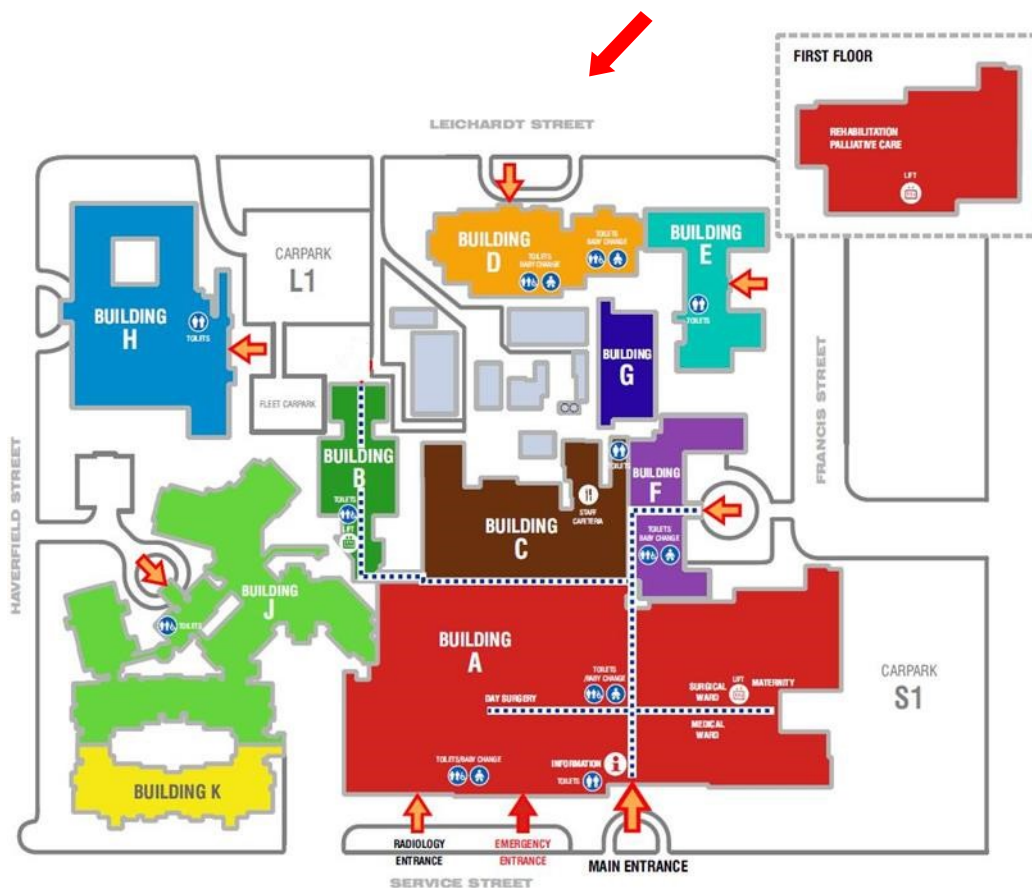 FIRST FLOOR
REHABILITATION
PALLIATIVE CARE
LIFT
LEICHARDT STREET
BUILDING
D
TOILETS
BABY CHANGE
TOILETS
BABY CHANGE
BUILDING
E
TOILETS
CARPARK
L1
BUILDING
H
TOILETS
BUILDING
G
FLEET CARPARK
FRANCIS STREET
HAVERFIELD STREET
BUILDING
B
TOILETS
LIFT
BUILDING
C
STAFF
CAFETERIA
TOILETS
BUILDING
F
TOILETS
BABY CHANGE
BUILDING
J
TOILETS
BUILDING
A
TOILETS
/BABY CHANGE
DAY SURGERY
SURGICAL
WARD
LIFT
MATERNITY
MEDICAL
WARD
CARPARK
S1
TOILETS/BABY CHANGE
INFORMATION
TOILETS
BUILDING K
RADIOLOGY
ENTRANCE
EMERGENCY
ENTRANCE
MAIN ENTRANCE
SERVICE STREET